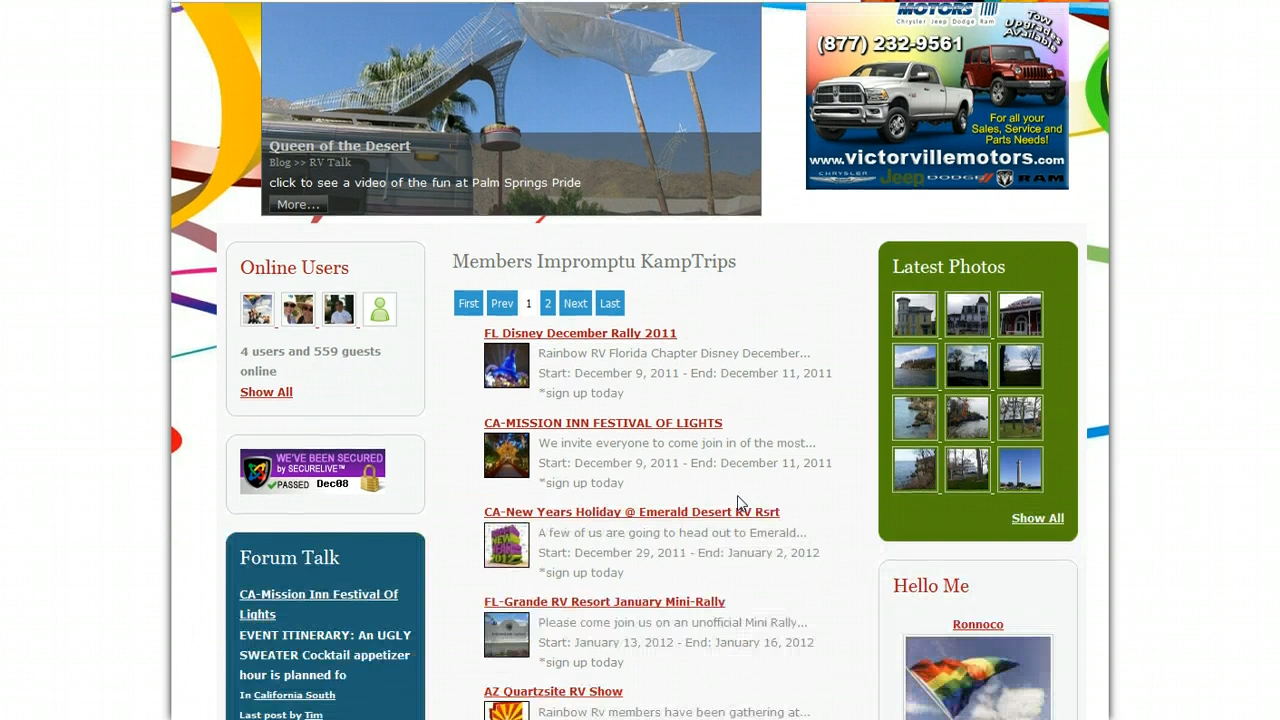 Queen of the Desert
Blog >> RV Talk
click to see a video of the fun at Palm Springs Pride
More...
MOTORS
Chrysler Jeep Dodge Ram
Tow Upgrades Available
(877) 232-9561
For all your
Sales, Service and
Parts Needs!
www.victorvillemotors.com
CHRYSLER Jeep DODGE RAM
Online Users
4 users and 559 guests
online
Show All
WE'VE BEEN SECURED
by SECURELIVE™
PASSED Dec08
Forum Talk
CA-Mission Inn Festival Of
Lights
EVENT ITINERARY: An UGLY
SWEATER Cocktail appetizer
hour is planned fo
In California South
Last post by Tim
Members Impromptu KampTrips
First Prev 1 2 Next Last
FL Disney December Rally 2011
Rainbow RV Florida Chapter Disney December...
Start: December 9, 2011 - End: December 11, 2011
*sign up today
CA-MISSION INN FESTIVAL OF LIGHTS
We invite everyone to come join in of the most...
Start: December 9, 2011 - End: December 11, 2011
*sign up today
CA-New Years Holiday @ Emerald Desert RV Rsrt
A few of us are going to head out to Emerald...
Start: December 29, 2011 - End: January 2, 2012
*sign up today
FL-Grande RV Resort January Mini-Rally
Please come join us on an unofficial Mini Rally...
Start: January 13, 2012 - End: January 16, 2012
*sign up today
AZ Quartzsite RV Show
Rainbow Rv members have been gathering at...
Latest Photos
Show All
Hello Me
Ronnoco